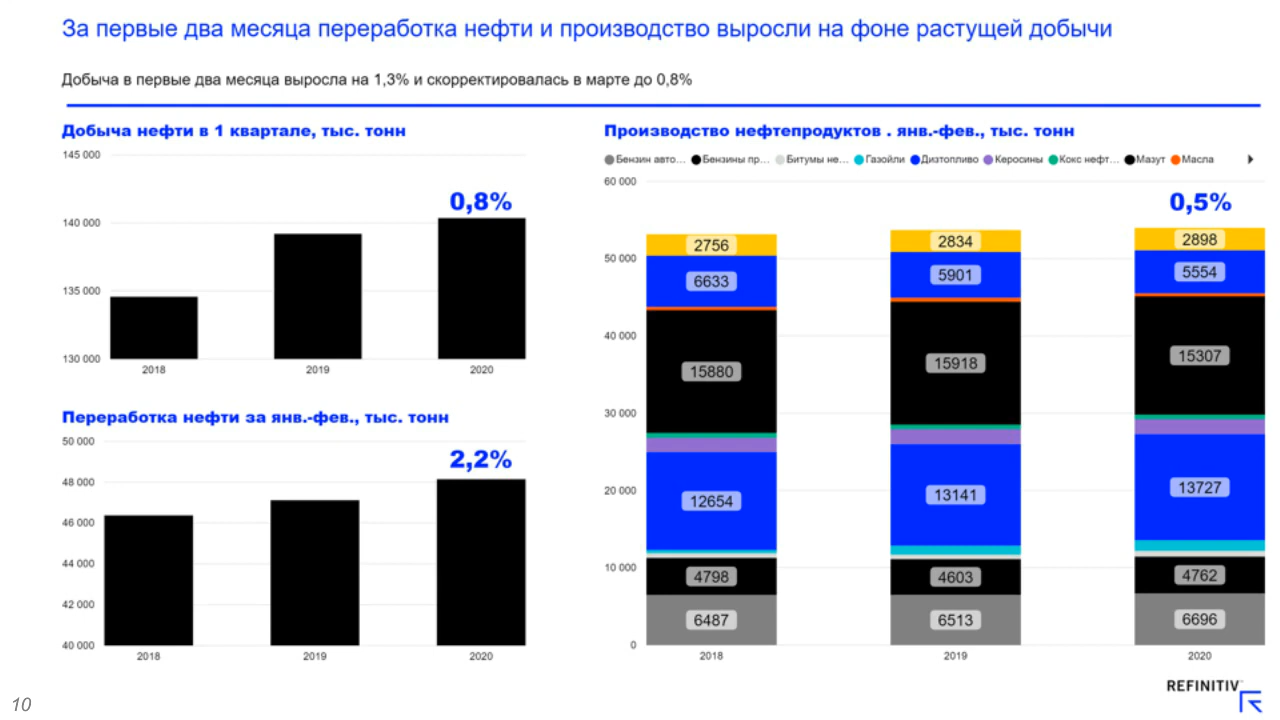 За первые два месяца переработка нефти и производство выросли на фоне растущей добычи
Добыча в первые два месяца выросла на 1,3% и скорректировалась в марте до 0,8%
Добыча нефти в 1 квартале, тыс. тонн
145 000
140 000
135 000
130 000
0,8%
2018 2019 2020
Переработка нефти за янв.-фев., тыс. тонн
50 000
48 000
46 000
44 000
42 000
40 000
2,2%
2018 2019 2020
Производство нефтепродуктов . янв.-фев., тыс. тонн
Бензин авто... Бензины пр... Битумы не... Газойли Дизтопливо Керосины Кокс нефт... Мазут Масла
60 000
50 000
40 000
30 000
20 000
10 000
0
0,5%
2756 2834 2898
6633 5901 5554
15880 15918 15307
12654 13141 13727
4798 4603 4762
6487 6513 6696
2018 2019 2020
REFINITIV
10